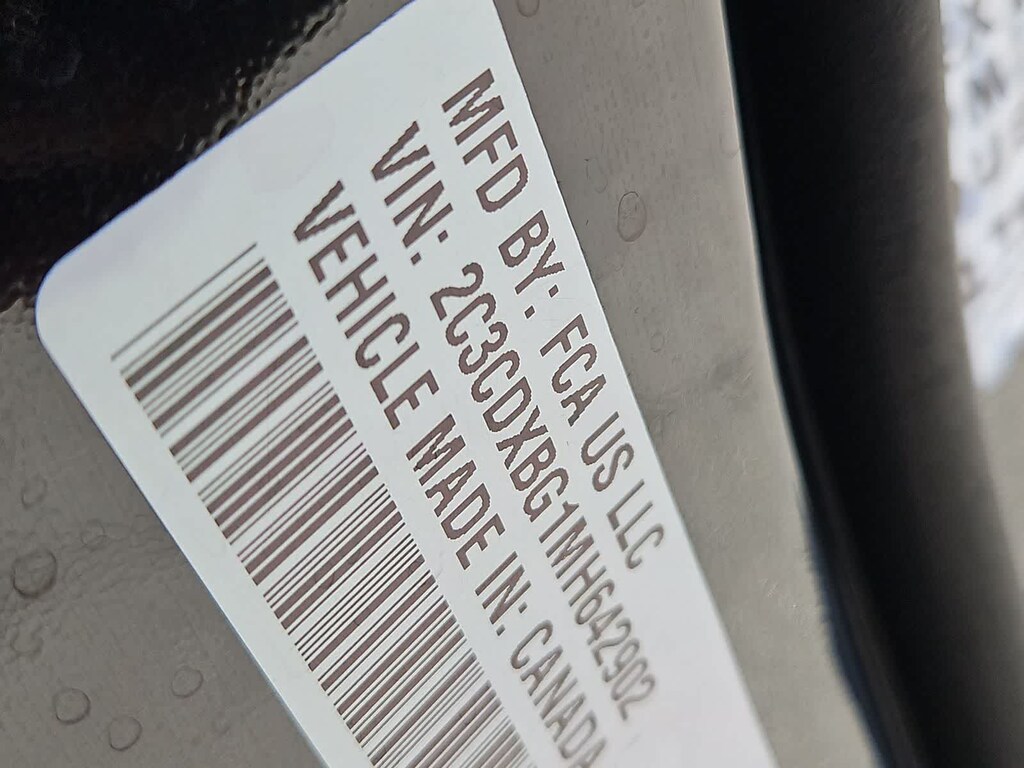 MFD BY: FCA US LLC
VIN: 2C3CDXBG1MH642902
VEHICLE MADE IN: CANADA